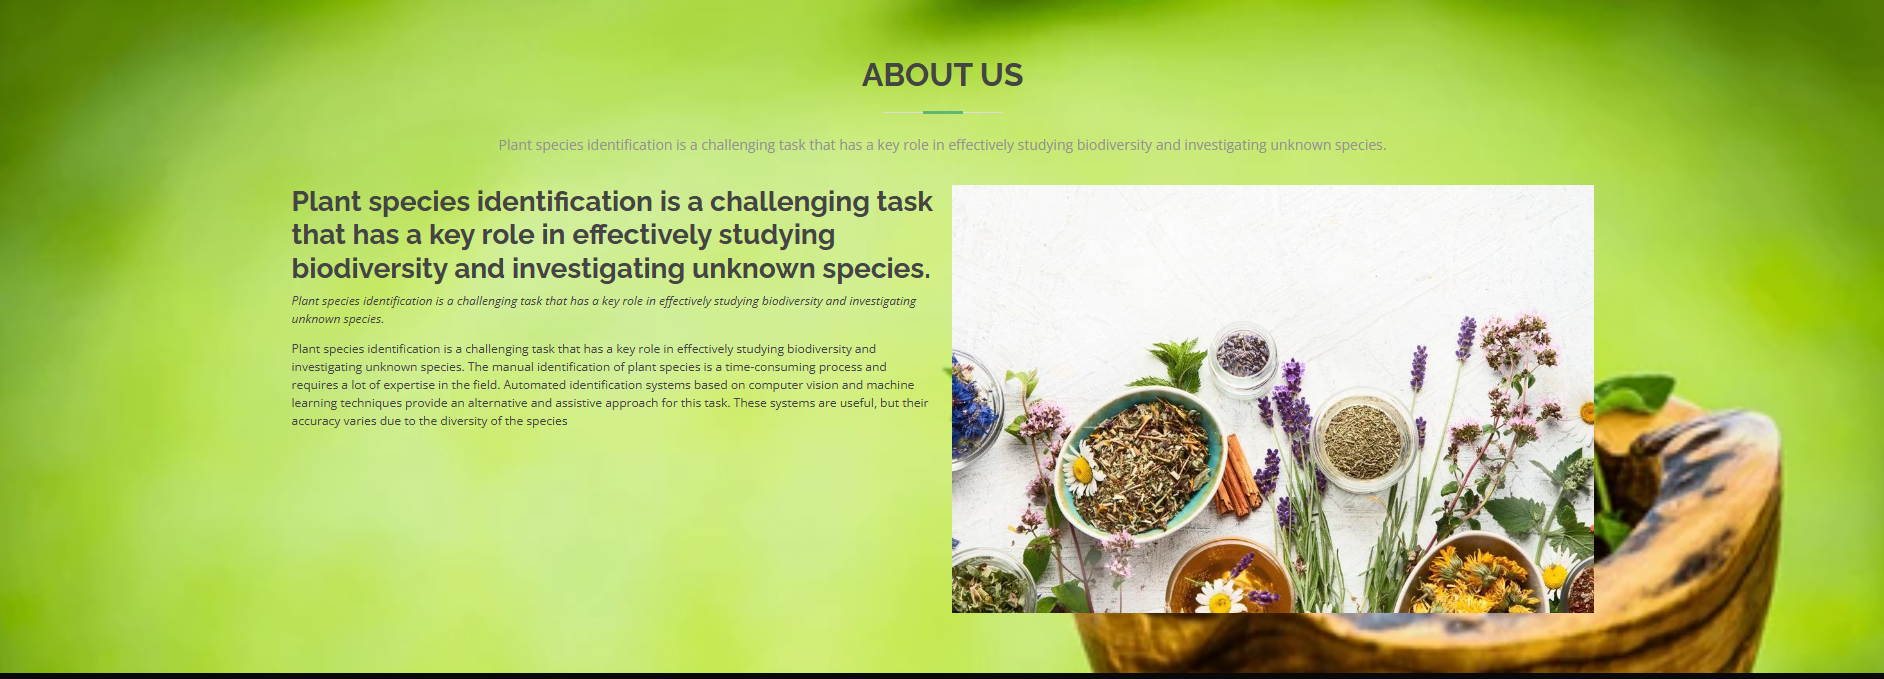 ABOUT US
Plant species identification is a challenging task that has a key role in effectively studying biodiversity and investigating unknown species.
Plant species identification is a challenging task
that has a key role in effectively studying
biodiversity and investigating unknown species.
Plant species identification is a challenging task that has a key role in effectively studying biodiversity and investigating
unknown species.
Plant species identification is a challenging task that has a key role in effectively studying biodiversity and
investigating unknown species. The manual identification of plant species is a time-consuming process and
requires a lot of expertise in the field. Automated identification systems based on computer vision and machine
learning techniques provide an alternative and assistive approach for this task. These systems are useful, but their
accuracy varies due to the diversity of the species